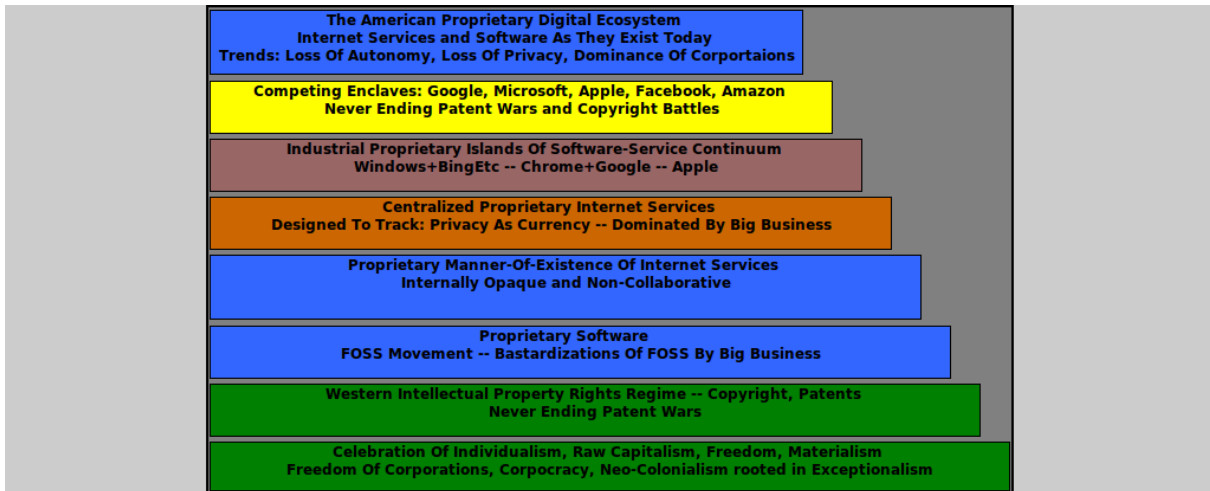 The American Proprietary Digital Ecosystem
Internet Services and Software As They Exist Today
Trends: Loss Of Autonomy, Loss Of Privacy, Dominance Of Corportaions
Competing Enclaves: Google, Microsoft, Apple, Facebook, Amazon
Never Ending Patent Wars and Copyright Battles
Industrial Proprietary Islands Of Software-Service Continuum
Windows+BingEtc -- Chrome+Google -- Apple
Centralized Proprietary Internet Services
Designed To Track: Privacy As Currency -- Dominated By Big Business
Proprietary Manner-Of-Existence Of Internet Services
Internally Opaque and Non-Collaborative
Proprietary Software
FOSS Movement -- Bastardizations Of FOSS By Big Business
Western Intellectual Property Rights Regime -- Copyright, Patents
Never Ending Patent Wars
Celebration Of Individualism, Raw Capitalism, Freedom, Materialism
Freedom Of Corporations, Corpocracy, Neo-Colonialism rooted in Exceptionalism